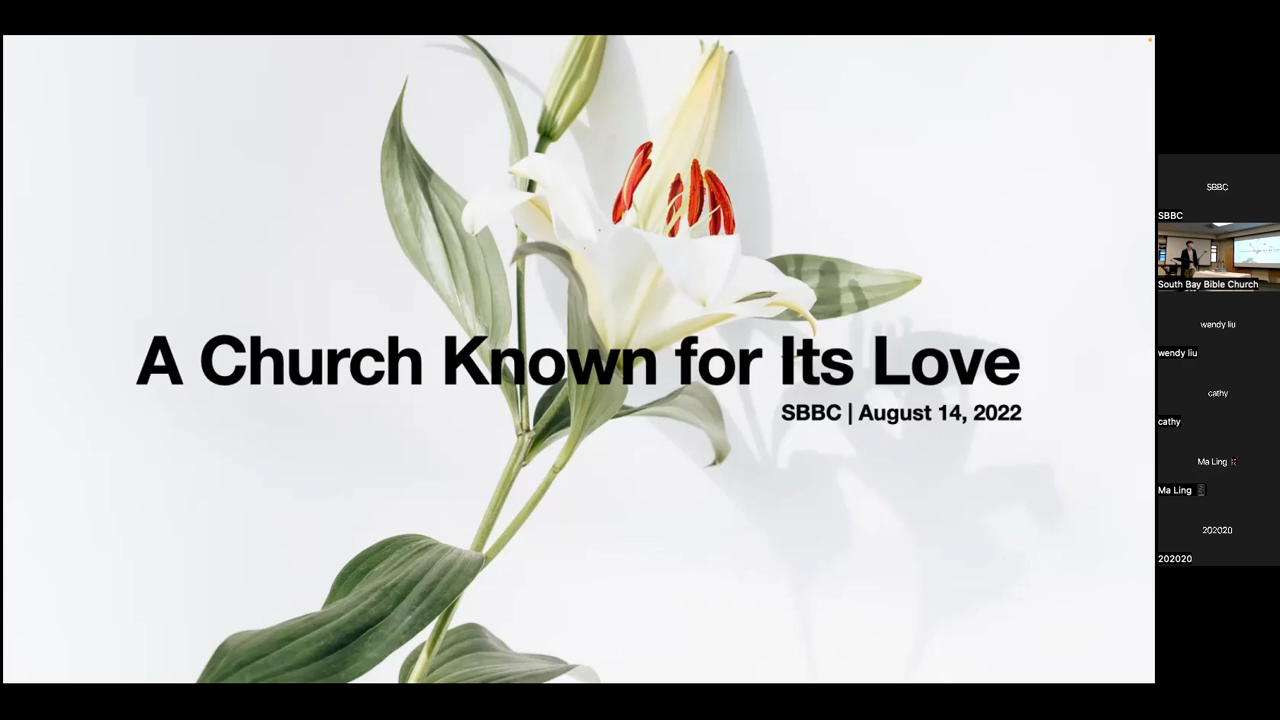 A Church Known for Its Love
SBBC | August 14, 2022
SBBC
SBBC
South Bay Bible Church
wendy liu
wendy liu
cathy
cathy
Ma Ling
Ma Ling
202020
202020